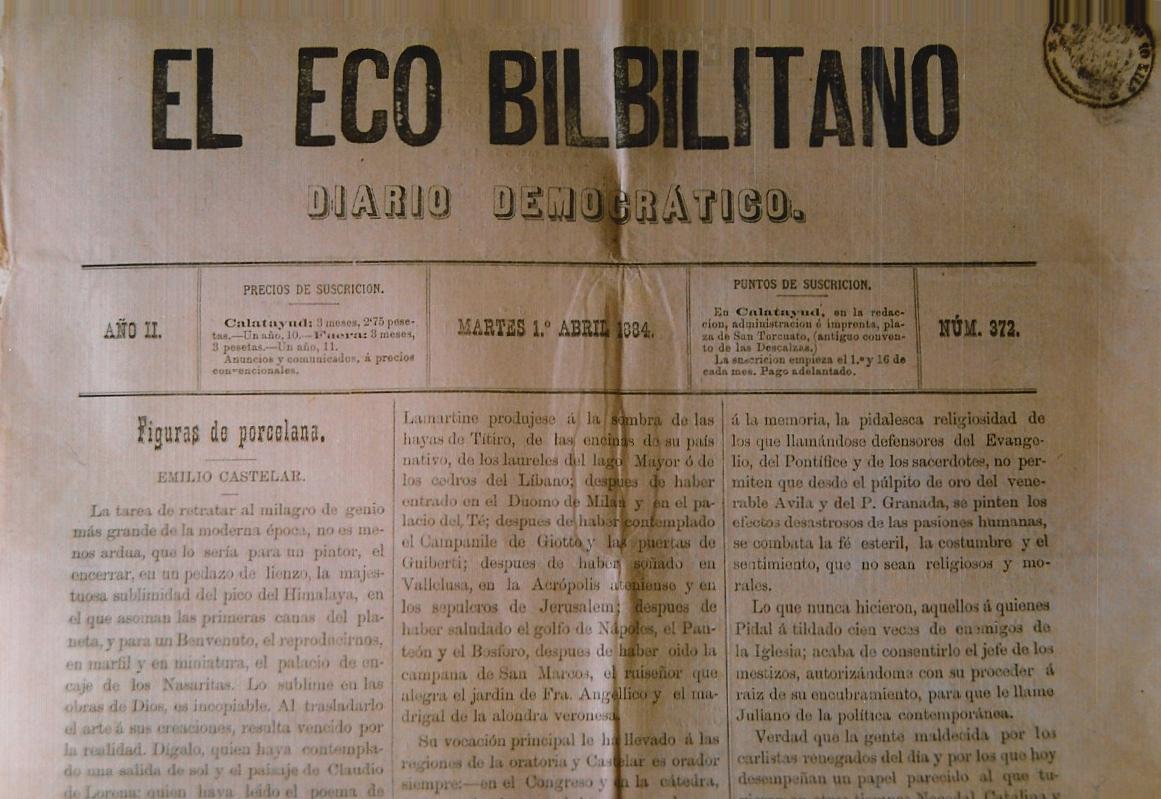 EL ECO BILBILITANO
DIARIO DEMOCRÁTICO.
AÑO II.
PRECIOS DE SUSCRICION.
Calatayud: 3 meses, 2'75 pese-
tas.—Un año, 10.—Fuera: 3 meses,
3 pesetas.—Un año, 11.
Anuncios y comunicados, á precios
convencionales.
MARTES 1.º ABRIL 1884.
PUNTOS DE SUSCRICION.
En Calatayud, en la redac-
cion, administracion é imprenta, pla-
za de San Torcuato, (antiguo conven-
to de las Descalzas.)
La suscricion empieza el 1.º y 16 de
cada mes. Pago adelantado.
NÚM. 372.
Figuras de porcelana.
EMILIO CASTELAR.
La tarea de retratar al milagro de genio
más grande de la moderna época, no es me-
nos ardua, que lo sería para un pintor, el
encerrar, en un pedazo de lienzo, la majes-
tuosa sublimidad del pico del Himalaya, en
el que asoman las primeras canas del pla-
neta, y para un Benvenuto, el reproducirnos,
en marfil y en miniatura, el palacio de en-
caje de los Nasaritas. Lo sublime en las
obras de Dios, es incopiable. Al trasladarlo
el arte á sus creaciones, resulta vencido por
la realidad. Dígalo, quien haya contempla-
do una salida de sol y el paisaje de Claudio
de Lorena; quien haya leído el poema de
Lamartine produjese á la sombra de las
hayas de Títiro, de las encinas de su país
nativo, de los laureles del lago Mayor ó de
los cedros del Líbano; despues de haber
entrado en el Duomo de Milan y en el pa-
lacio del Té; despues de haber contemplado
el Campanile de Giotto y las puertas de
Guiberti; despues de haber soñado en
Vallclusa, en la Acrópolis ateniense y en
los sepulcros de Jerusalem; despues de
haber saludado el golfo de Nápoles, el Pan-
teón y el Bosforo, despues de haber oido la
campana de San Marcos, el ruiseñor que
alegra el jardin de Fra. Angéllico y el ma-
drigal de la alondra veronesa.
Su vocación principal le ha llevado á las
regiones de la oratoria y Castelar es orador
siempre:—en el Congreso y en la cátedra,
á la memoria, la pidalesca religiosidad de
los que llamándose defensores del Evange-
lio, del Pontífice y de los sacerdotes, no per-
miten que desde el púlpito de oro del vene-
rable Avila y del P. Granada, se pinten los
efectos desastrosos de las pasiones humanas,
se combata la fé esteril, la costumbre y el
sentimiento, que no sean religiosos y mo-
rales.
Lo que nunca hicieron, aquellos á quienes
Pidal á tildado cien veces de enemigos de
la Iglesia; acaba de consentirlo el jefe de los
mestizos, autorizándome con su proceder á
raiz de su encubramiento, para que le llame
Juliano de la política contemporánea.
Verdad que la gente maldecida por los
carlistas renegados del día y por los que hoy
desempeñan un papel parecido al que tu-